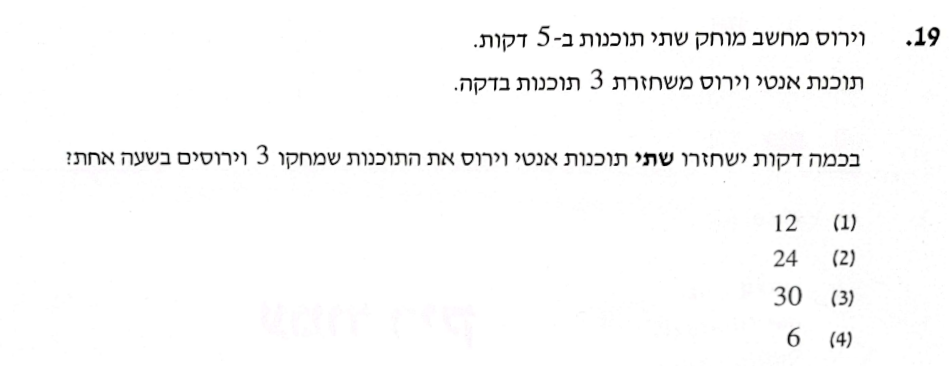 19. וירוס מחשב מוחק שתי תוכנות ב-5 דקות.
תוכנת אנטי וירוס משחזרת 3 תוכנות בדקה.
בכמה דקות ישחזרו שתי תוכנות אנטי וירוס את התוכנות שמחקו 3 וירוסים בשעה אחת?
(1) 12
(2) 24
(3) 30
(4) 6